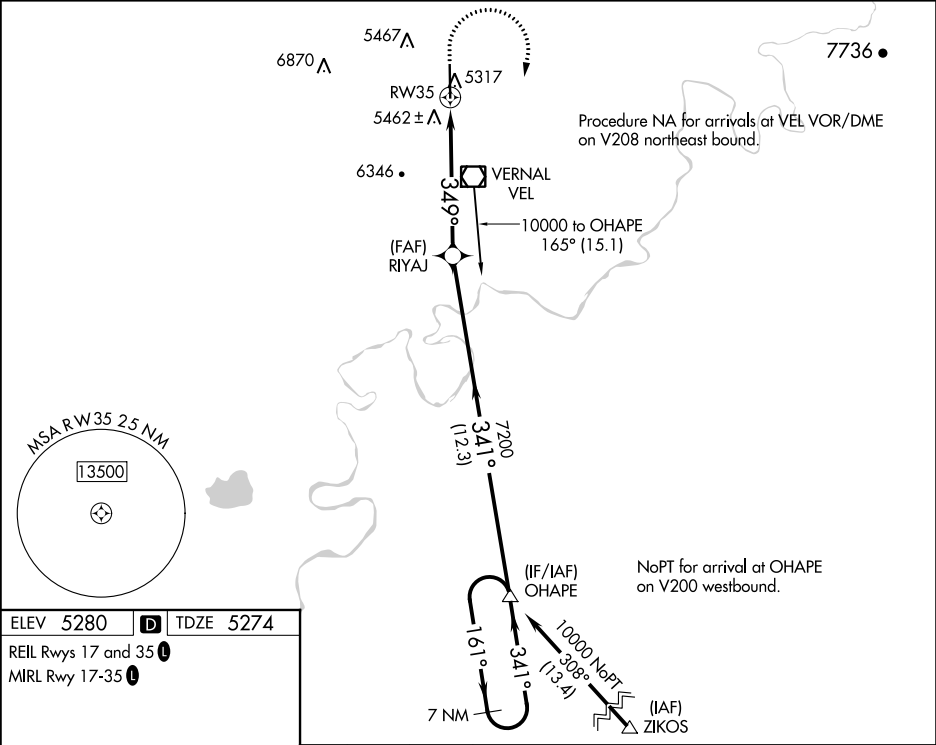 5467
6870
7736
5317
RW35
5462 ±
Procedure NA for arrivals at VEL VOR/DME
on V208 northeast bound.
6346
VERNAL
VEL
349°
10000 to OHAPE
165° (15.1)
(FAF)
RIYAJ
7200
341°
(12.3)
MSA RW35 25 NM
13500
(IF/IAF)
OHAPE
NoPT for arrival at OHAPE
on V200 westbound.
161°
341°
10000 NoPT
308°
(13.4)
7 NM
(IAF)
ZIKOS
ELEV 5280 D TDZE 5274
REIL Rwys 17 and 35 L
MIRL Rwy 17-35 L